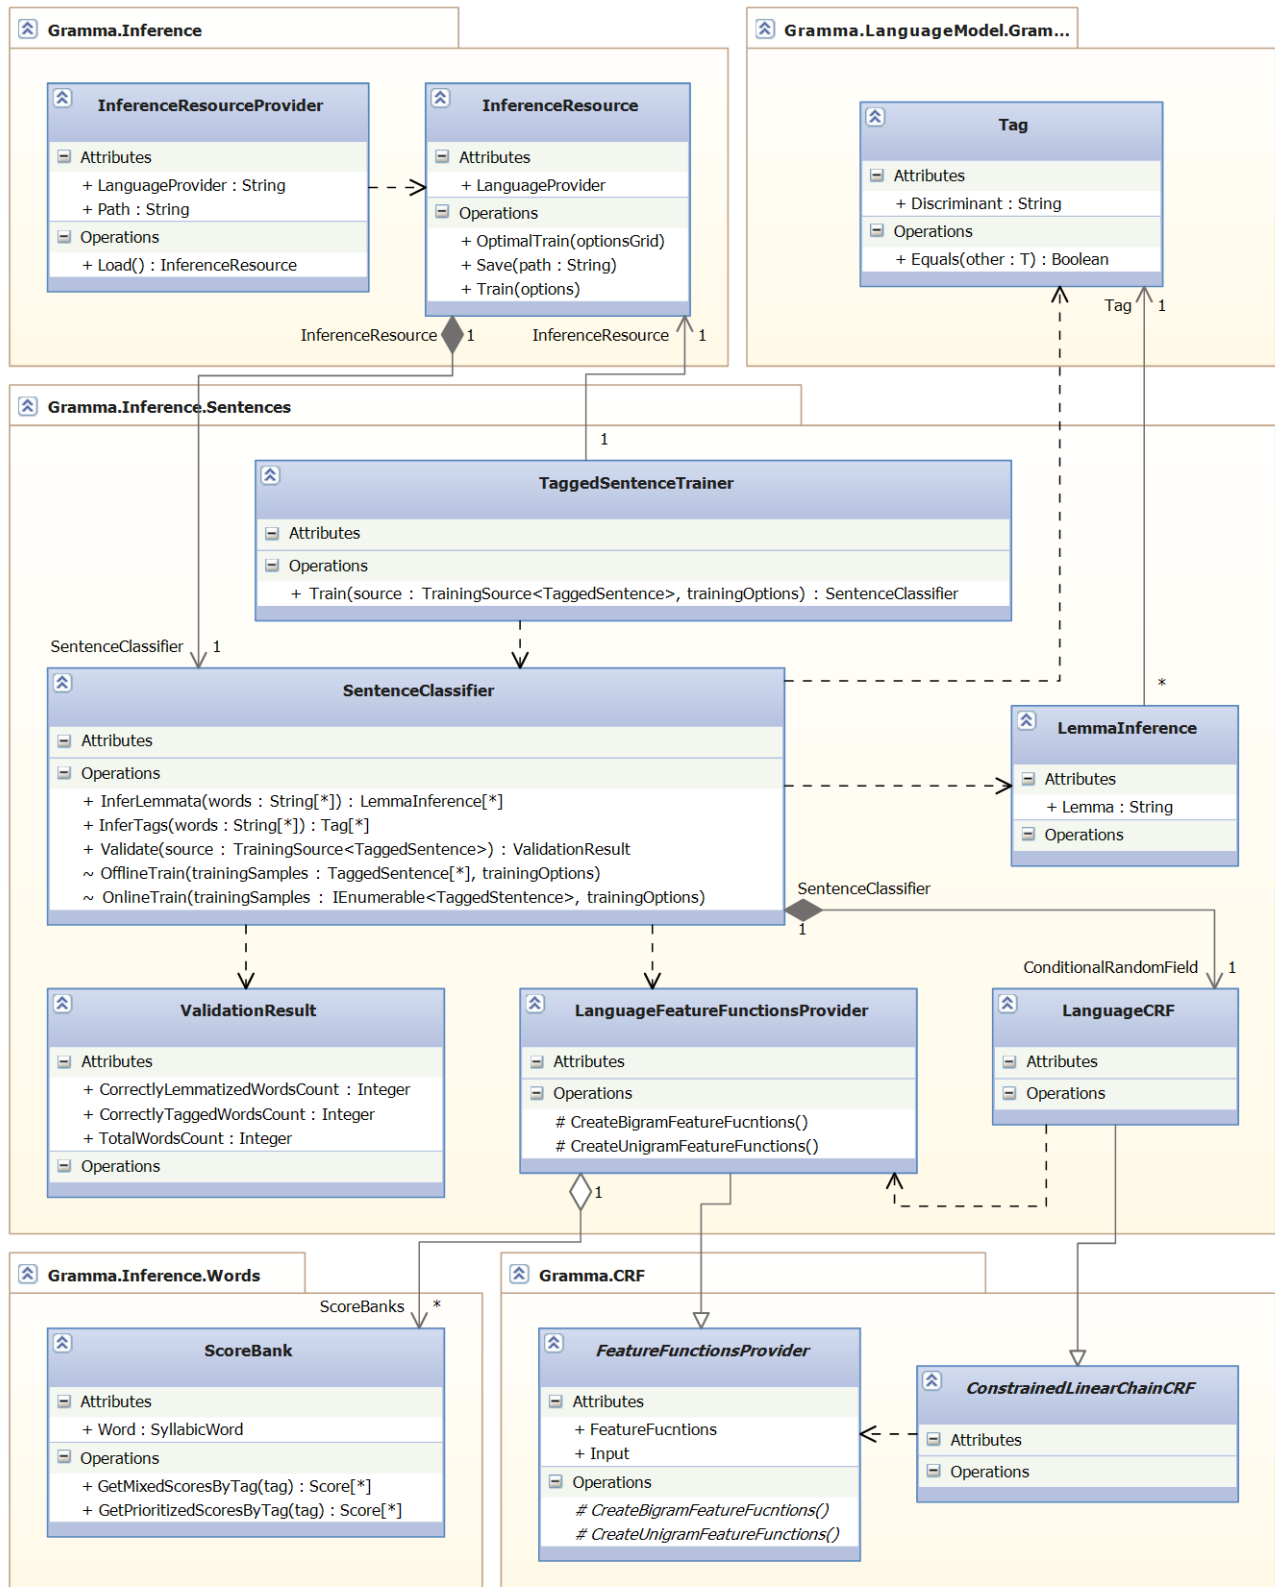 Gramma.Inference
InferenceResourceProvider
Attributes
+ LanguageProvider : String
+ Path : String
Operations
+ Load() : InferenceResource
InferenceResource
Attributes
+ LanguageProvider
Operations
+ OptimalTrain(optionsGrid)
+ Save(path : String)
+ Train(options)
InferenceResource 1
InferenceResource 1
Gramma.LanguageModel.Gram...
Tag
Attributes
+ Discriminant : String
Operations
+ Equals(other : T) : Boolean
Tag 1
Gramma.Inference.Sentences
1
TaggedSentenceTrainer
Attributes
Operations
+ Train(source : TrainingSource<TaggedSentence>, trainingOptions) : SentenceClassifier
SentenceClassifier 1
SentenceClassifier
Attributes
Operations
+ InferLemmata(words : String[*]) : LemmaInference[*]
+ InferTags(words : String[*]) : Tag[*]
+ Validate(source : TrainingSource<TaggedSentence>) : ValidationResult
~ OfflineTrain(trainingSamples : TaggedSentence[*], trainingOptions)
~ OnlineTrain(trainingSamples : IEnumerable<TaggedStentence>, trainingOptions)
*
LemmaInference
Attributes
+ Lemma : String
Operations
SentenceClassifier
1
ConditionalRandomField 1
ValidationResult
Attributes
+ CorrectlyLemmatizedWordsCount : Integer
+ CorrectlyTaggedWordsCount : Integer
+ TotalWordsCount : Integer
Operations
LanguageFeatureFunctionsProvider
Attributes
Operations
# CreateBigramFeatureFucntions()
# CreateUnigramFeatureFunctions()
1
LanguageCRF
Attributes
Operations
Gramma.Inference.Words
ScoreBanks *
ScoreBank
Attributes
+ Word : SyllabicWord
Operations
+ GetMixedScoresByTag(tag) : Score[*]
+ GetPrioritizedScoresByTag(tag) : Score[*]
Gramma.CRF
FeatureFunctionsProvider
Attributes
+ FeatureFucntions
+ Input
Operations
# CreateBigramFeatureFucntions()
# CreateUnigramFeatureFunctions()
ConstrainedLinearChainCRF
Attributes
Operations